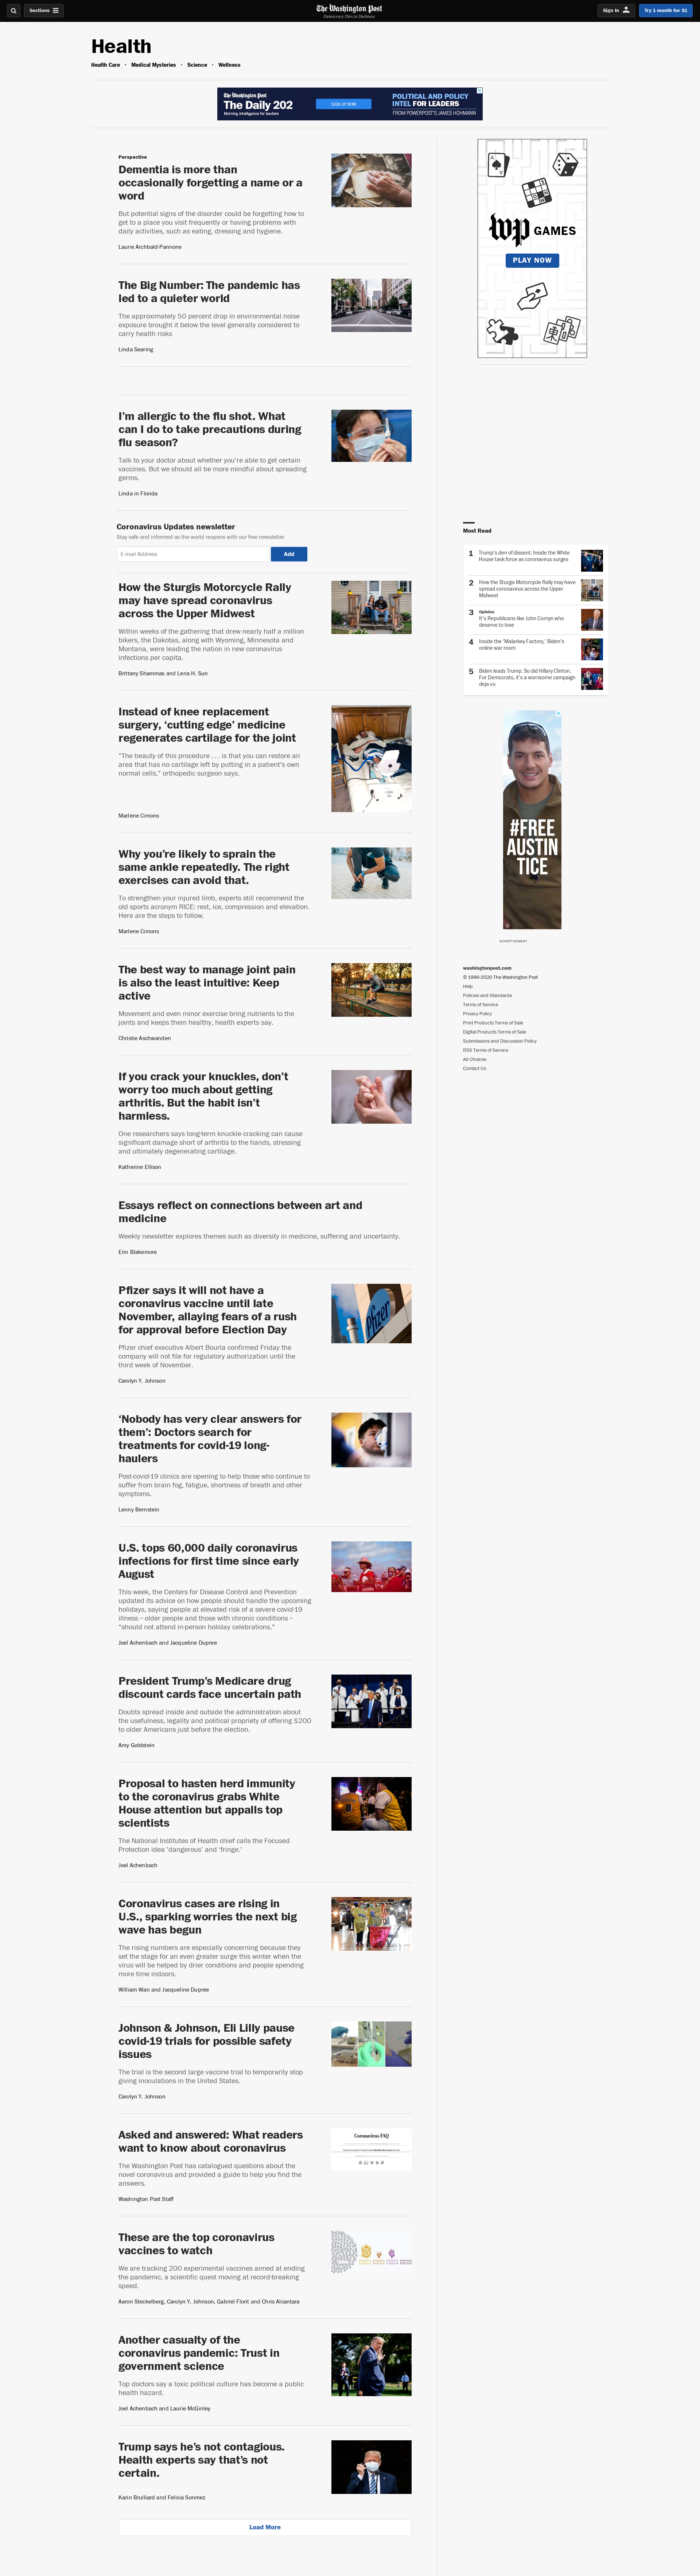 Sections
The Washington Post
Democracy Dies in Darkness
Sign In
Try 1 month for $1
Health
Health Care • Medical Mysteries • Science • Wellness
The Washington Post
The Daily 202
Morning intelligence for leaders
SIGN UP NOW
POLITICAL AND POLICY
INTEL FOR LEADERS
FROM POWERPOST'S JAMES HOHMANN
Perspective
Dementia is more than
occasionally forgetting a name or a
word
But potential signs of the disorder could be forgetting how to
get to a place you visit frequently or having problems with
daily activities, such as eating, dressing and hygiene.
Laurie Archbald-Pannone
The Big Number: The pandemic has
led to a quieter world
The approximately 50 percent drop in environmental noise
exposure brought it below the level generally considered to
carry health risks
Linda Searing
I’m allergic to the flu shot. What
can I do to take precautions during
flu season?
Talk to your doctor about whether you’re able to get certain
vaccines. But we should all be more mindful about spreading
germs.
Linda in Florida
Coronavirus Updates newsletter
Stay safe and informed as the world reopens with our free newsletter
E-mail Address
Add
How the Sturgis Motorcycle Rally
may have spread coronavirus
across the Upper Midwest
Within weeks of the gathering that drew nearly half a million
bikers, the Dakotas, along with Wyoming, Minnesota and
Montana, were leading the nation in new coronavirus
infections per capita.
Brittany Shammas and Lena H. Sun
Instead of knee replacement
surgery, ‘cutting edge’ medicine
regenerates cartilage for the joint
“The beauty of this procedure . . . is that you can restore an
area that has no cartilage left by putting in a patient’s own
normal cells,” orthopedic surgeon says.
Marlene Cimons
Why you’re likely to sprain the
same ankle repeatedly. The right
exercises can avoid that.
To strengthen your injured limb, experts still recommend the
old sports acronym RICE: rest, ice, compression and elevation.
Here are the steps to follow.
Marlene Cimons
The best way to manage joint pain
is also the least intuitive: Keep
active
Movement and even minor exercise bring nutrients to the
joints and keeps them healthy, health experts say.
Christie Aschwanden
If you crack your knuckles, don’t
worry too much about getting
arthritis. But the habit isn’t
harmless.
One researchers says long-term knuckle cracking can cause
significant damage short of arthritis to the hands, stressing
and ultimately degenerating cartilage.
Katherine Ellison
Essays reflect on connections between art and
medicine
Weekly newsletter explores themes such as diversity in medicine, suffering and uncertainty.
Erin Blakemore
Pfizer says it will not have a
coronavirus vaccine until late
November, allaying fears of a rush
for approval before Election Day
Pfizer chief executive Albert Bourla confirmed Friday the
company will not file for regulatory authorization until the
third week of November.
Carolyn Y. Johnson
‘Nobody has very clear answers for
them’: Doctors search for
treatments for covid-19 long-
haulers
Post-covid-19 clinics are opening to help those who continue to
suffer from brain fog, fatigue, shortness of breath and other
symptoms.
Lenny Bernstein
U.S. tops 60,000 daily coronavirus
infections for first time since early
August
This week, the Centers for Disease Control and Prevention
updated its advice on how people should handle the upcoming
holidays, saying people at elevated risk of a severe covid-19
illness – older people and those with chronic conditions –
“should not attend in-person holiday celebrations.”
Joel Achenbach and Jacqueline Dupree
President Trump’s Medicare drug
discount cards face uncertain path
Doubts spread inside and outside the administration about
the usefulness, legality and political propriety of offering $200
to older Americans just before the election.
Amy Goldstein
Proposal to hasten herd immunity
to the coronavirus grabs White
House attention but appalls top
scientists
The National Institutes of Health chief calls the Focused
Protection idea ‘dangerous’ and ‘fringe.’
Joel Achenbach
Coronavirus cases are rising in
U.S., sparking worries the next big
wave has begun
The rising numbers are especially concerning because they
set the stage for an even greater surge this winter when the
virus will be helped by drier conditions and people spending
more time indoors.
William Wan and Jacqueline Dupree
Johnson & Johnson, Eli Lilly pause
covid-19 trials for possible safety
issues
The trial is the second large vaccine trial to temporarily stop
giving inoculations in the United States.
Carolyn Y. Johnson
Asked and answered: What readers
want to know about coronavirus
The Washington Post has catalogued questions about the
novel coronavirus and provided a guide to help you find the
answers.
Washington Post Staff
Coronavirus FAQ
These are the top coronavirus
vaccines to watch
We are tracking 200 experimental vaccines aimed at ending
the pandemic, a scientific quest moving at record-breaking
speed.
Aaron Steckelberg, Carolyn Y. Johnson, Gabriel Florit and Chris Alcantara
Another casualty of the
coronavirus pandemic: Trust in
government science
Top doctors say a toxic political culture has become a public
health hazard.
Joel Achenbach and Laurie McGinley
Trump says he’s not contagious.
Health experts say that’s not
certain.
Karin Brulliard and Felicia Sonmez
Load More
Pfizer
A
wp GAMES
PLAY NOW
Most Read
1 Trump’s den of dissent: Inside the White
House task force as coronavirus surges
2 How the Sturgis Motorcycle Rally may have
spread coronavirus across the Upper
Midwest
3 Opinion
It’s Republicans like John Cornyn who
deserve to lose
4 Inside the ‘Malarkey Factory,’ Biden’s
online war room
5 Biden leads Trump. So did Hillary Clinton.
For Democrats, it’s a worrisome campaign
deja vu
#FREE
AUSTIN
TICE
ADVERTISEMENT
washingtonpost.com
© 1996-2020 The Washington Post
Help
Policies and Standards
Terms of Service
Privacy Policy
Print Products Terms of Sale
Digital Products Terms of Sale
Submissions and Discussion Policy
RSS Terms of Service
Ad Choices
Contact Us